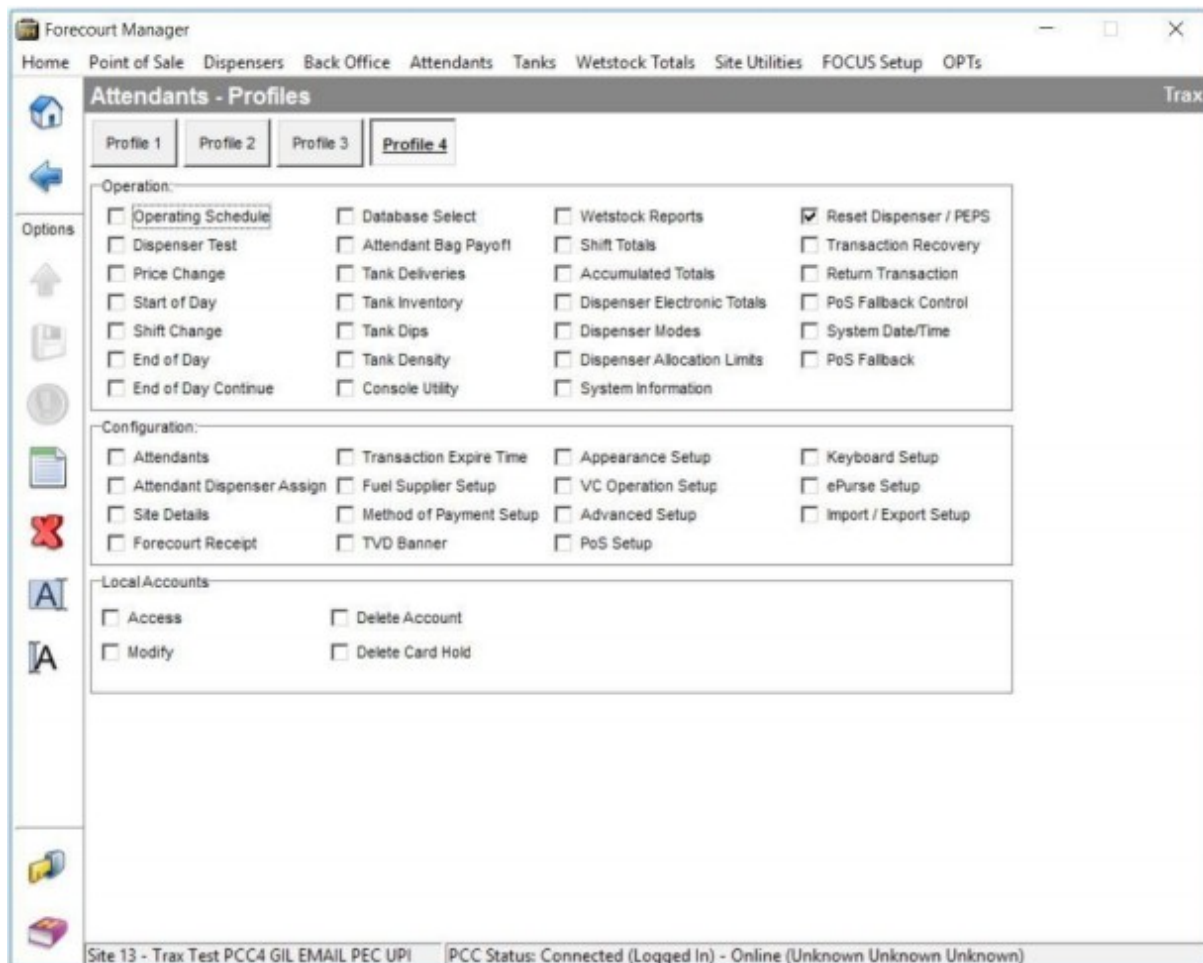 Forecourt Manager
Home Point of Sale Dispensers Back Office Attendants Tanks Wetstock Totals Site Utilities FOCUS Setup OPTs
Attendants - Profiles Trax
Profile 1 Profile 2 Profile 3 Profile 4
Options
Operation:
Operating Schedule Database Select Wetstock Reports Reset Dispenser / PEPS
Dispenser Test Attendant Bag Payoff Shift Totals Transaction Recovery
Price Change Tank Deliveries Accumulated Totals Return Transaction
Start of Day Tank Inventory Dispenser Electronic Totals PoS Fallback Control
Shift Change Tank Dips Dispenser Modes System Date/Time
End of Day Tank Density Dispenser Allocation Limits PoS Fallback
End of Day Continue Console Utility System Information
Configuration:
Attendants Transaction Expire Time Appearance Setup Keyboard Setup
Attendant Dispenser Assign Fuel Supplier Setup VC Operation Setup ePurse Setup
Site Details Method of Payment Setup Advanced Setup Import / Export Setup
Forecourt Receipt TVD Banner PoS Setup
Local Accounts
Access Delete Account
Modify Delete Card Hold
A
A
Site 13 - Trax Test PCC4 GIL EMAIL PEC UPI PCC Status: Connected (Logged In) - Online (Unknown Unknown Unknown)